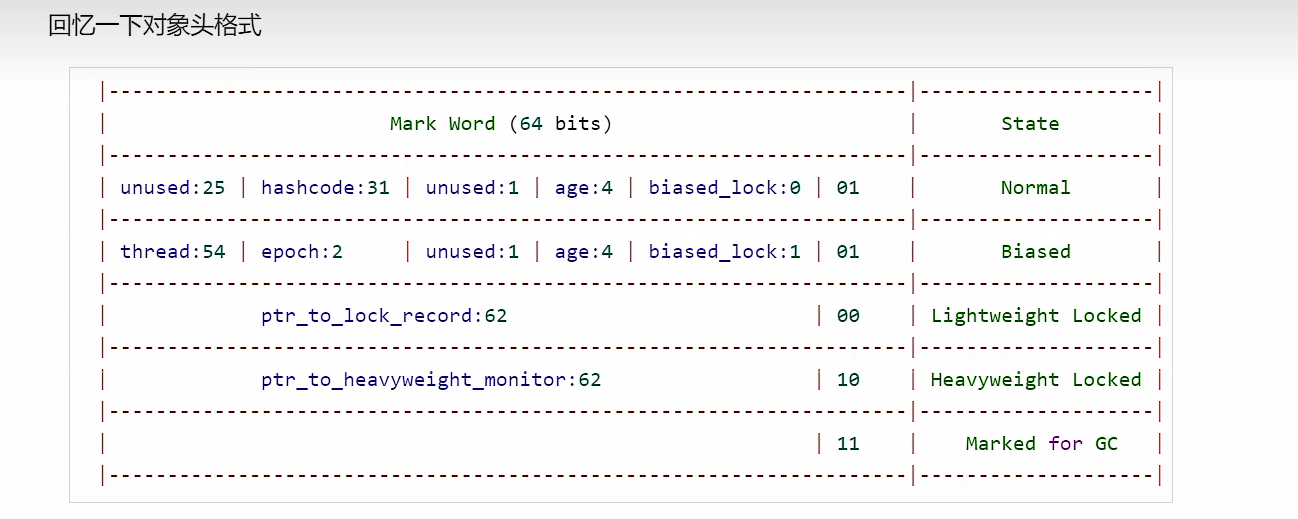 回忆一下对象头格式
|--------------------------------------------------------------------|--------------------|
| Mark Word (64 bits) | State |
|--------------------------------------------------------------------|--------------------|
| unused:25 | hashcode:31 | unused:1 | age:4 | biased_lock:0 | 01 | Normal |
|--------------------------------------------------------------------|--------------------|
| thread:54 | epoch:2 | unused:1 | age:4 | biased_lock:1 | 01 | Biased |
|--------------------------------------------------------------------|--------------------|
| ptr_to_lock_record:62 | 00 | Lightweight Locked |
|--------------------------------------------------------------------|--------------------|
| ptr_to_heavyweight_monitor:62 | 10 | Heavyweight Locked |
|--------------------------------------------------------------------|--------------------|
| | 11 | Marked for GC |
|--------------------------------------------------------------------|--------------------|